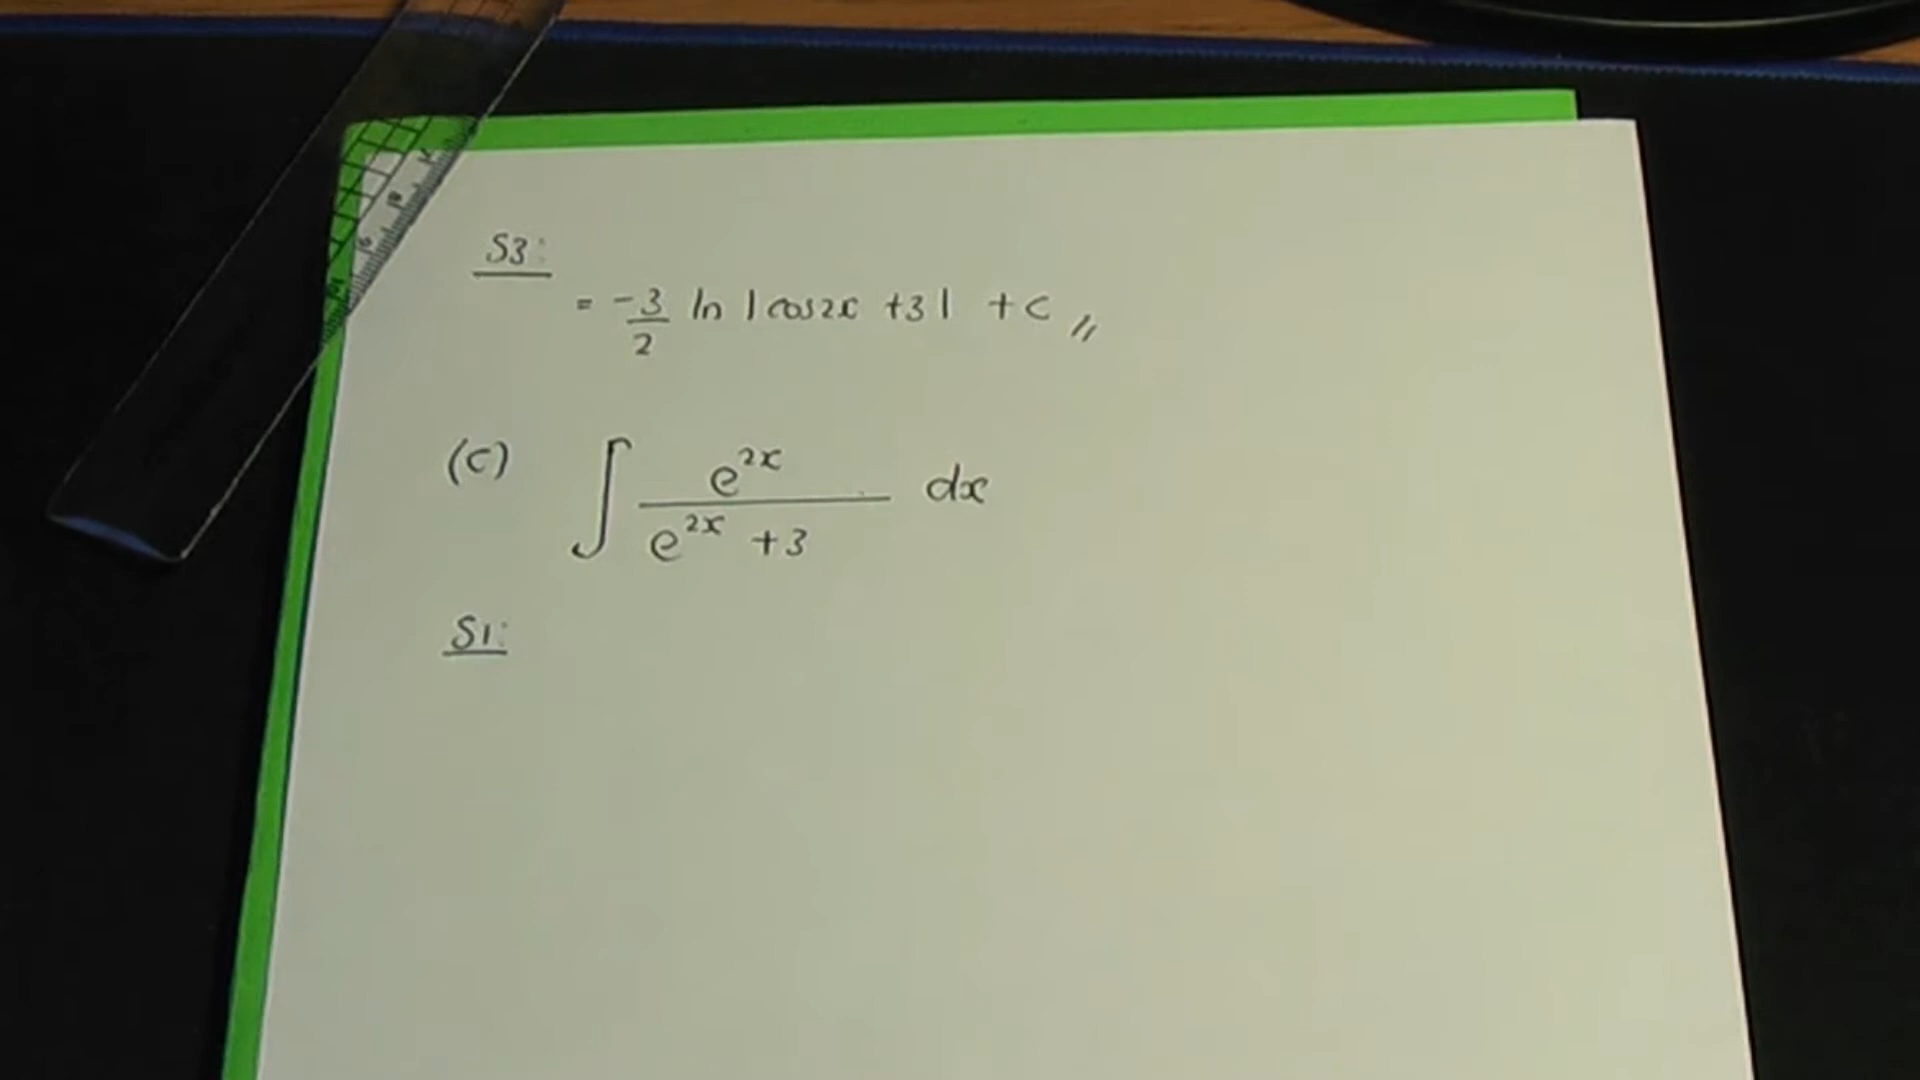 S3:
= -3/2 ln |cos2x +3| + c //
(c) ∫ e^2x / e^2x +3 dx
S1: